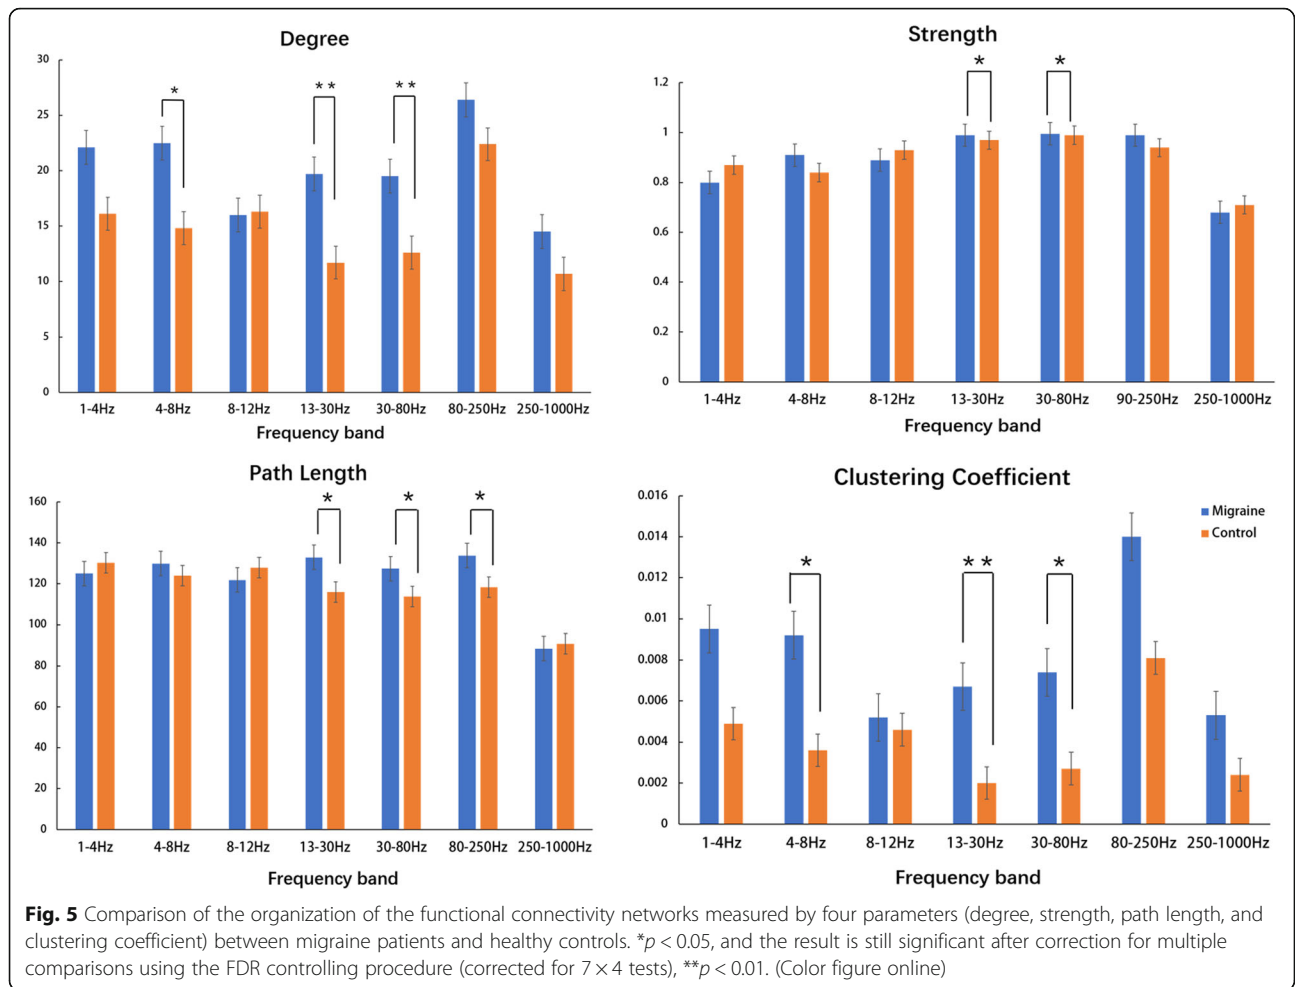 Degree
30
25
20
15
10
5
0
*
**
**
1-4Hz 4-8Hz 8-12Hz 13-30Hz 30-80Hz 80-250Hz 250-1000Hz
Frequency band
Strength
1.2
1
0.8
0.6
0.4
0.2
0
*
*
1-4Hz 4-8Hz 8-12Hz 13-30Hz 30-80Hz 90-250Hz 250-1000Hz
Frequency band
Path Length
160
140
120
100
80
60
40
20
0
*
*
*
1-4Hz 4-8Hz 8-12Hz 13-30Hz 30-80Hz 80-250Hz 250-1000Hz
Frequency band
Clustering Coefficient
0.016
0.014
0.012
0.01
0.008
0.006
0.004
0.002
0
*
**
*
Migraine
Control
1-4Hz 4-8Hz 8-12Hz 13-30Hz 30-80Hz 80-250Hz 250-1000Hz
Frequency band
Fig. 5 Comparison of the organization of the functional connectivity networks measured by four parameters (degree, strength, path length, and
clustering coefficient) between migraine patients and healthy controls. *p < 0.05, and the result is still significant after correction for multiple
comparisons using the FDR controlling procedure (corrected for 7 × 4 tests), **p < 0.01. (Color figure online)